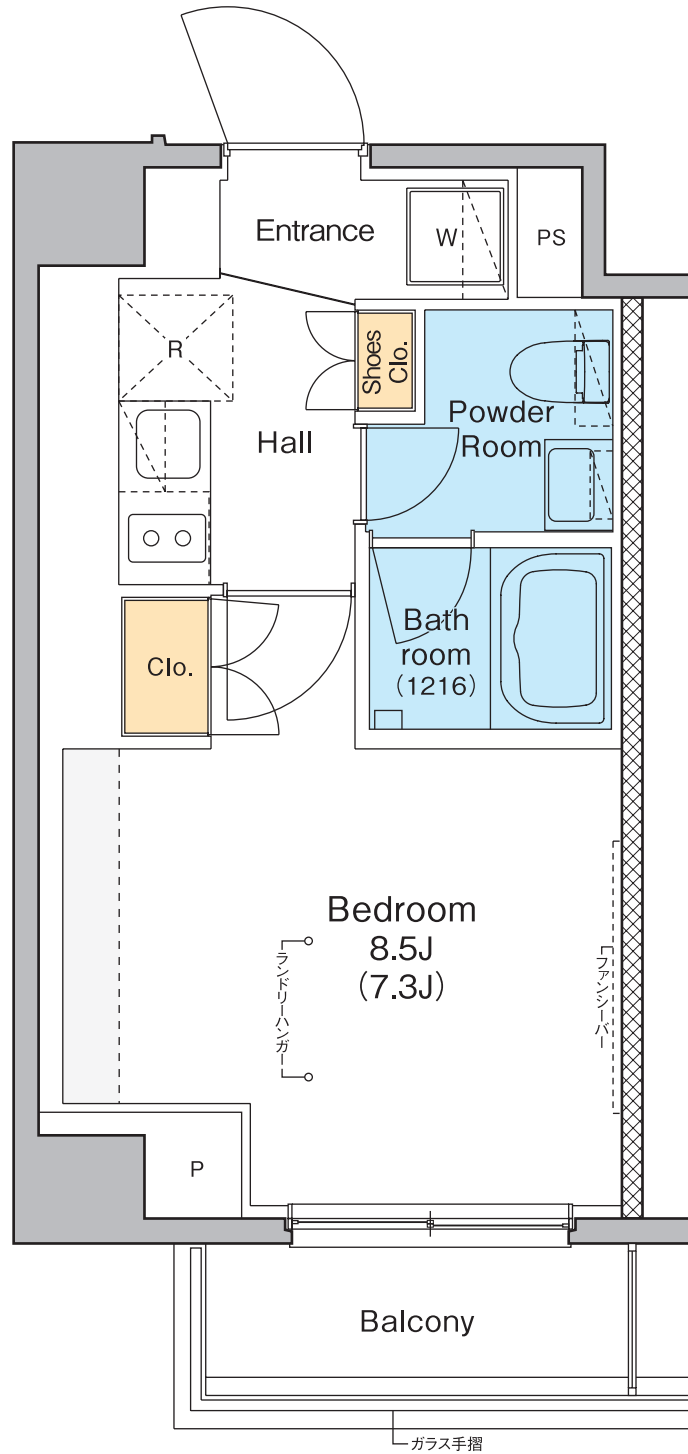 Entrance
W
PS
R
Shoes
Clo.
Powder
Room
Hall
Bath
room
(1216)
Clo.
Bedroom
8.5J
(7.3J)
ランドリーハンガー
ファンシーバー
P
Balcony
ガラス手摺